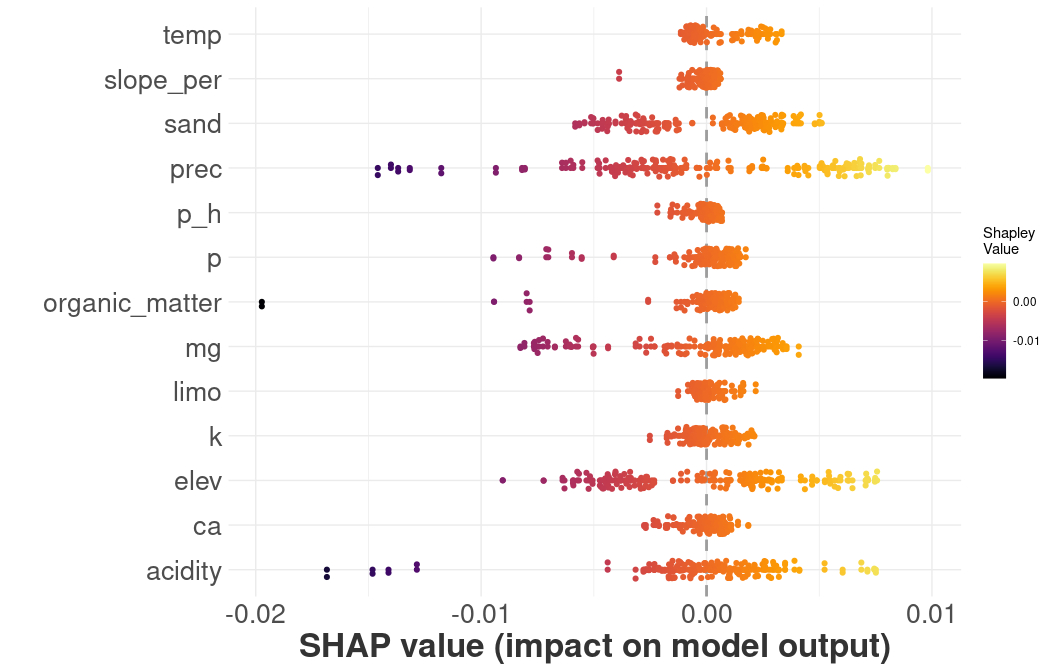 temp
slope_per
sand
prec
p_h
p
organic_matter
mg
limo
k
elev
ca
acidity
-0.02
-0.01
0.00
0.01
SHAP value (impact on model output)
Shapley
Value
0.00
-0.01